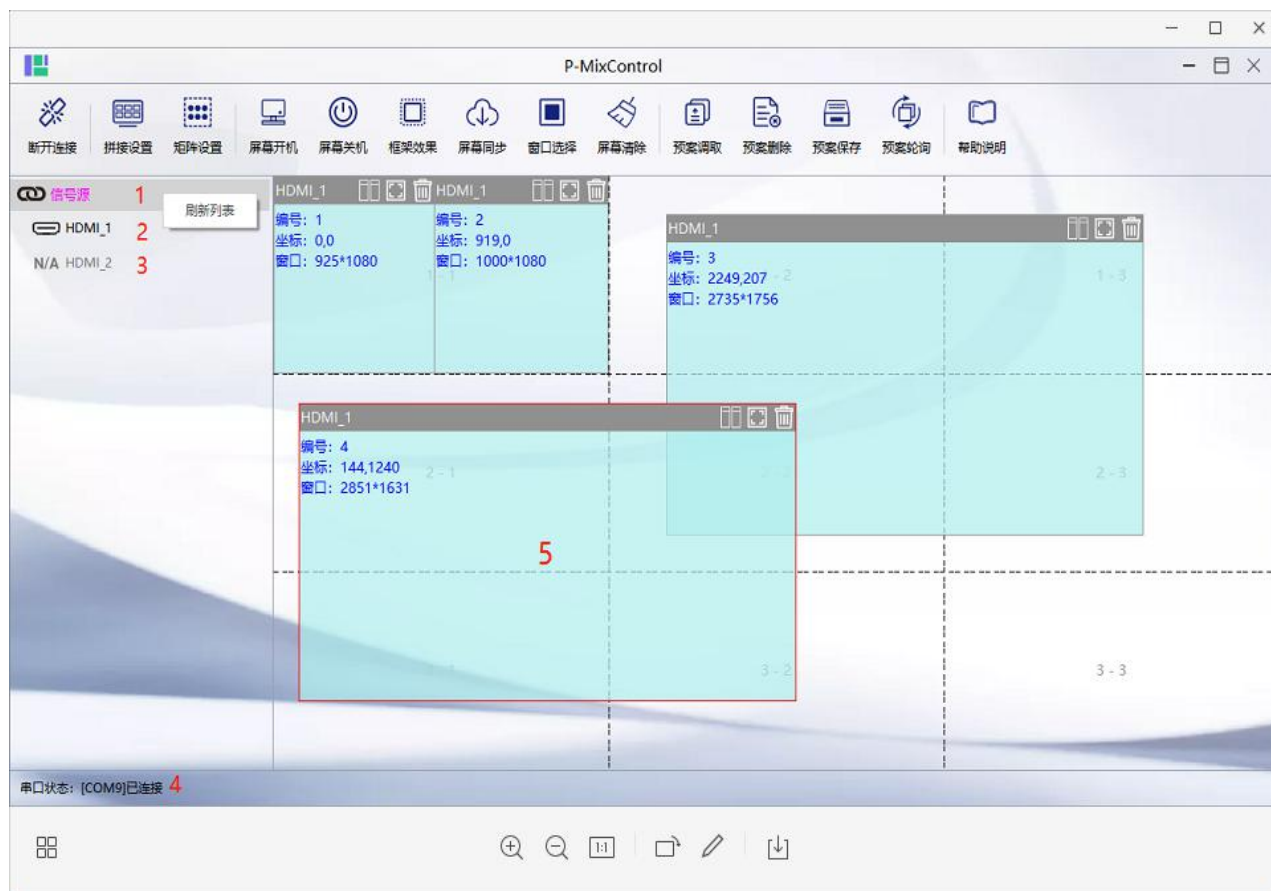 P-MixControl
断开连接 拼接设置 矩阵设置 屏幕开机 屏幕关机 框架效果 屏幕同步 窗口选择 屏幕清除 预案调取 预案删除 预案保存 预案轮询 帮助说明
信号源 1
刷新列表
HDMI_1 2
N/A HDMI_2 3
HDMI_1
编号: 1
坐标: 0,0
窗口: 925*1080
HDMI_1
编号: 2
坐标: 919,0
窗口: 1000*1080
1 - 1
HDMI_1
编号: 3
坐标: 2249,207
窗口: 2735*1756
- 2
1 - 3
HDMI_1
编号: 4
坐标: 144,1240
窗口: 2851*1631
2 - 1
2 - 3
5
3 - 2
3 - 3
串口状态: [COM9]已连接 4
1:1